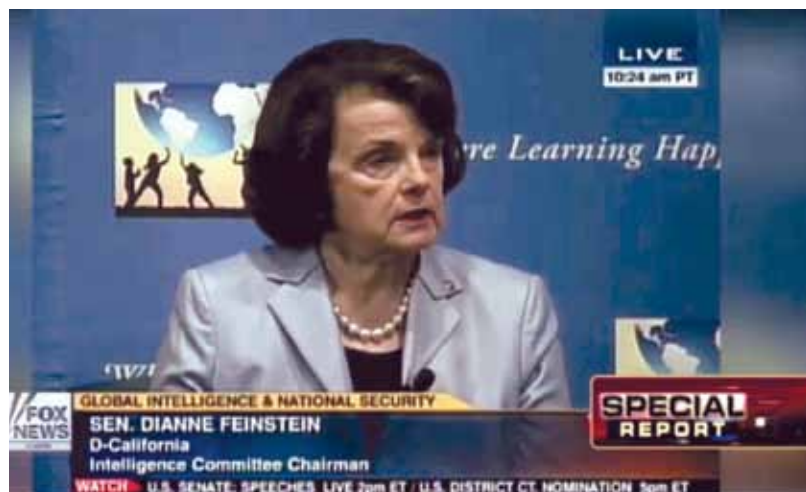 LIVE
10:24 am PT
re Learning Hap
GLOBAL INTELLIGENCE & NATIONAL SECURITY
FOX
NEWS
SEN. DIANNE FEINSTEIN
D-California
Intelligence Committee Chairman
SPECIAL
REPORT
WATCH U.S. SENATE: SPEECHES LIVE 2pm ET / U.S. DISTRICT CT. NOMINATION 5pm ET